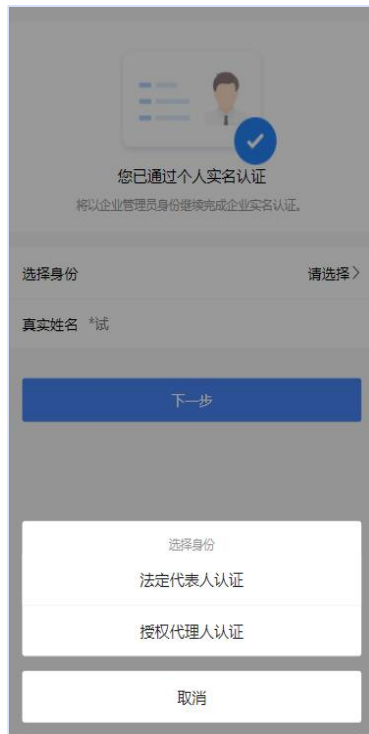 您已通过个人实名认证
将以企业管理员身份继续完成企业实名认证。
选择身份 请选择>
真实姓名 *试
下一步
选择身份
法定代表人认证
授权代理人认证
取消